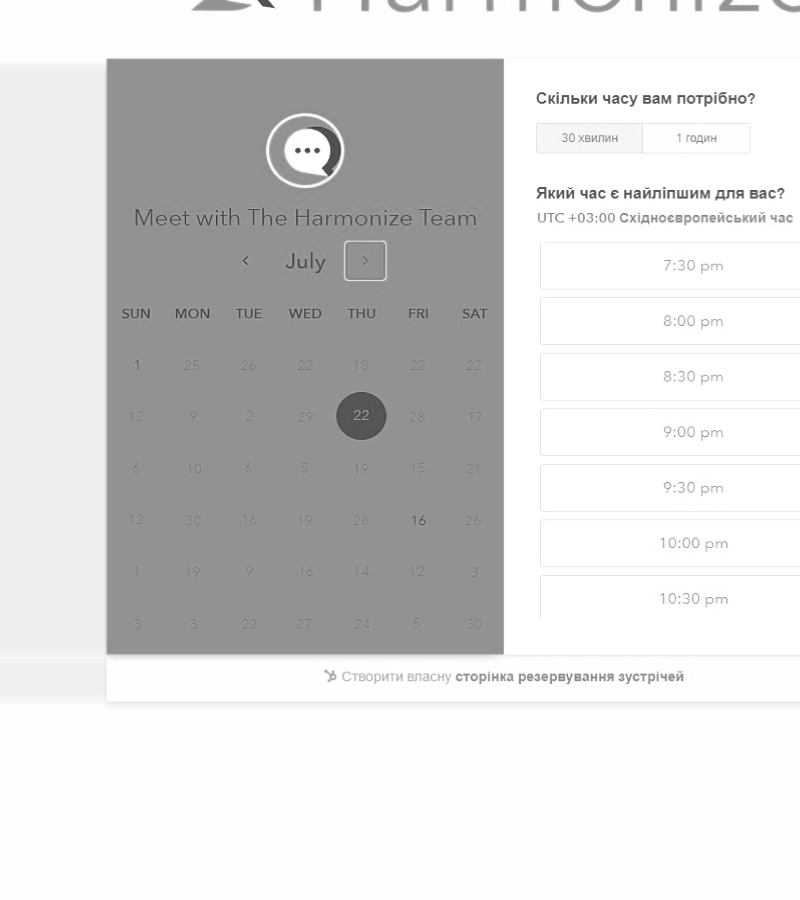 Harmonize
Meet with The Harmonize Team
July
SUN MON TUE WED THU FRI SAT
1 25 26 22 18 22 22
12 9 2 29 22 28 17
6 10 6 5 19 15 21
12 30 16 19 28 16 26
1 19 9 16 14 12 3
3 3 22 27 24 5 30
Скільки часу вам потрібно?
30 хвилин 1 годин
Який час є найліпшим для вас?
UTC +03:00 Східноєвропейський час
7:30 pm
8:00 pm
8:30 pm
9:00 pm
9:30 pm
10:00 pm
10:30 pm
Створити власну сторінка резервування зустрічей